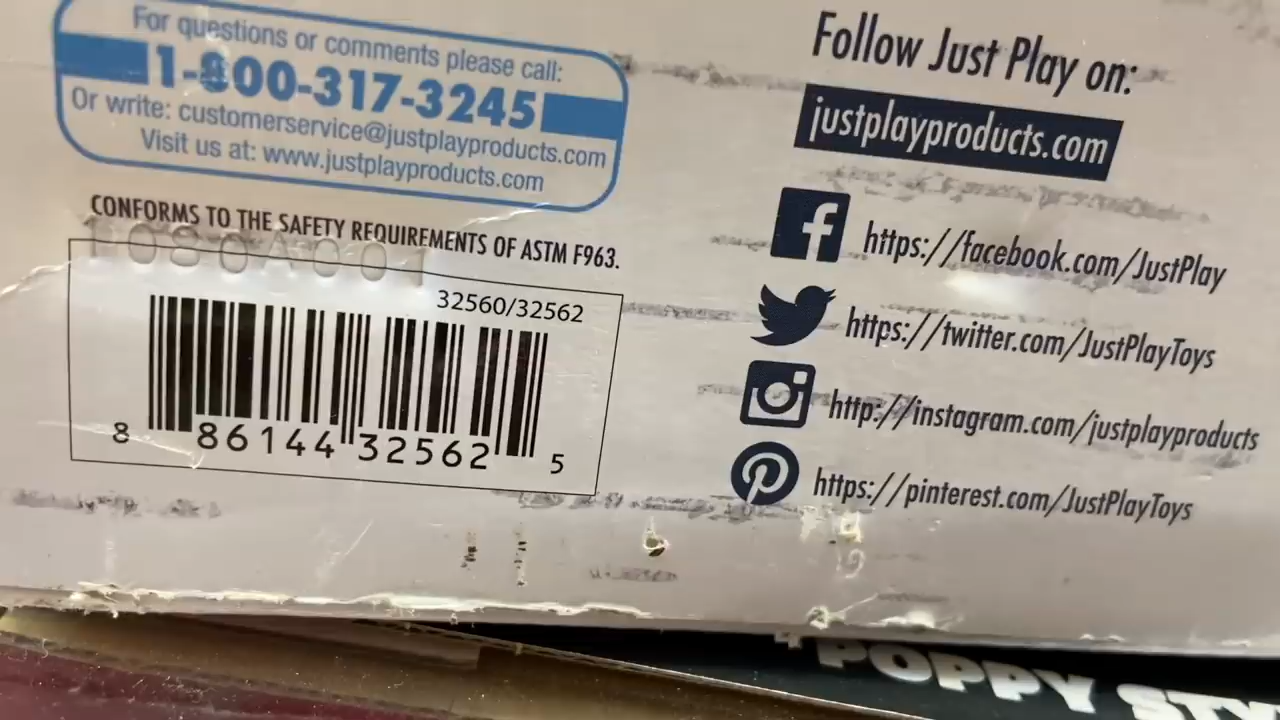 For questions or comments please call:
1-800-317-3245
Or write: customerservice@justplayproducts.com
Visit us at: www.justplayproducts.com
CONFORMS TO THE SAFETY REQUIREMENTS OF ASTM F963.
1080A001
32560/32562
8 86144 32562 5
Follow Just Play on:
justplayproducts.com
https://facebook.com/JustPlay
https://twitter.com/JustPlayToys
http://instagram.com/justplayproducts
https://pinterest.com/JustPlayToys
POPPY